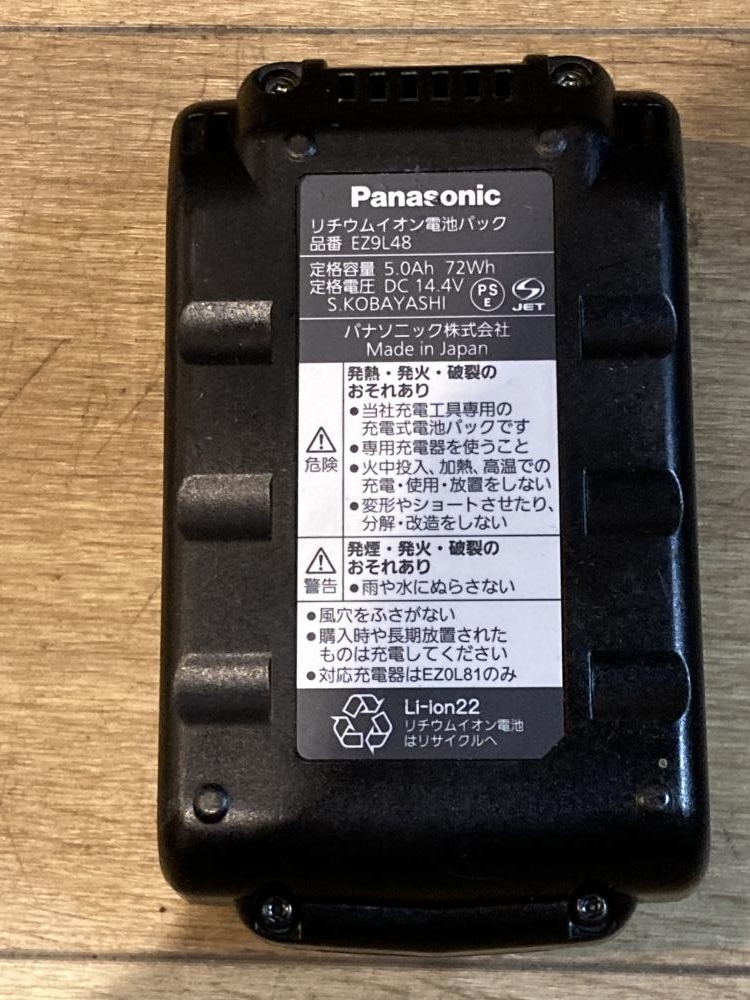 Panasonic
リチウムイオン電池パック
品番 EZ9L48
定格容量 5.0Ah 72Wh
定格電圧 DC 14.4V
S.KOBAYASHI
PS
E
JET
パナソニック株式会社
Made in Japan
発熱・発火・破裂の
おそれあり
危険
●当社充電工具専用の
充電式電池パックです
●専用充電器を使うこと
●火中投入、加熱、高温での
充電・使用・放置をしない
●変形やショートさせたり、
分解・改造をしない
発煙・発火・破裂の
おそれあり
警告
●雨や水にぬらさない
●風穴をふさがない
●購入時や長期放置された
ものは充電してください
●対応充電器はEZ0L81のみ
Li-ion22
リチウムイオン電池
はリサイクルへ